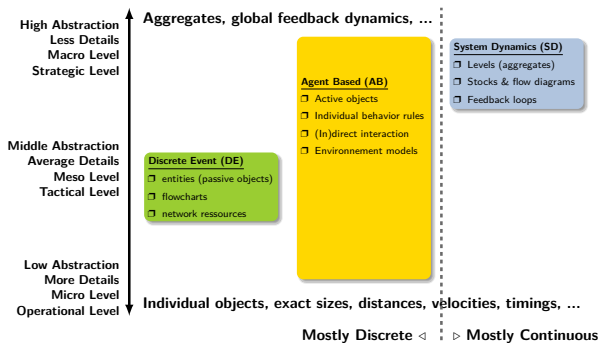 High Abstraction
Less Details
Macro Level
Strategic Level
Aggregates, global feedback dynamics, ...
System Dynamics (SD)
❒ Levels (aggregates)
❒ Stocks & flow diagrams
❒ Feedback loops
Agent Based (AB)
❒ Active objects
❒ Individual behavior rules
❒ (In)direct interaction
❒ Environnement models
Middle Abstraction
Average Details
Meso Level
Tactical Level
Discrete Event (DE)
❒ entities (passive objects)
❒ flowcharts
❒ network ressources
Low Abstraction
More Details
Micro Level
Operational Level
Individual objects, exact sizes, distances, velocities, timings, ...
Mostly Discrete ◁
▷ Mostly Continuous